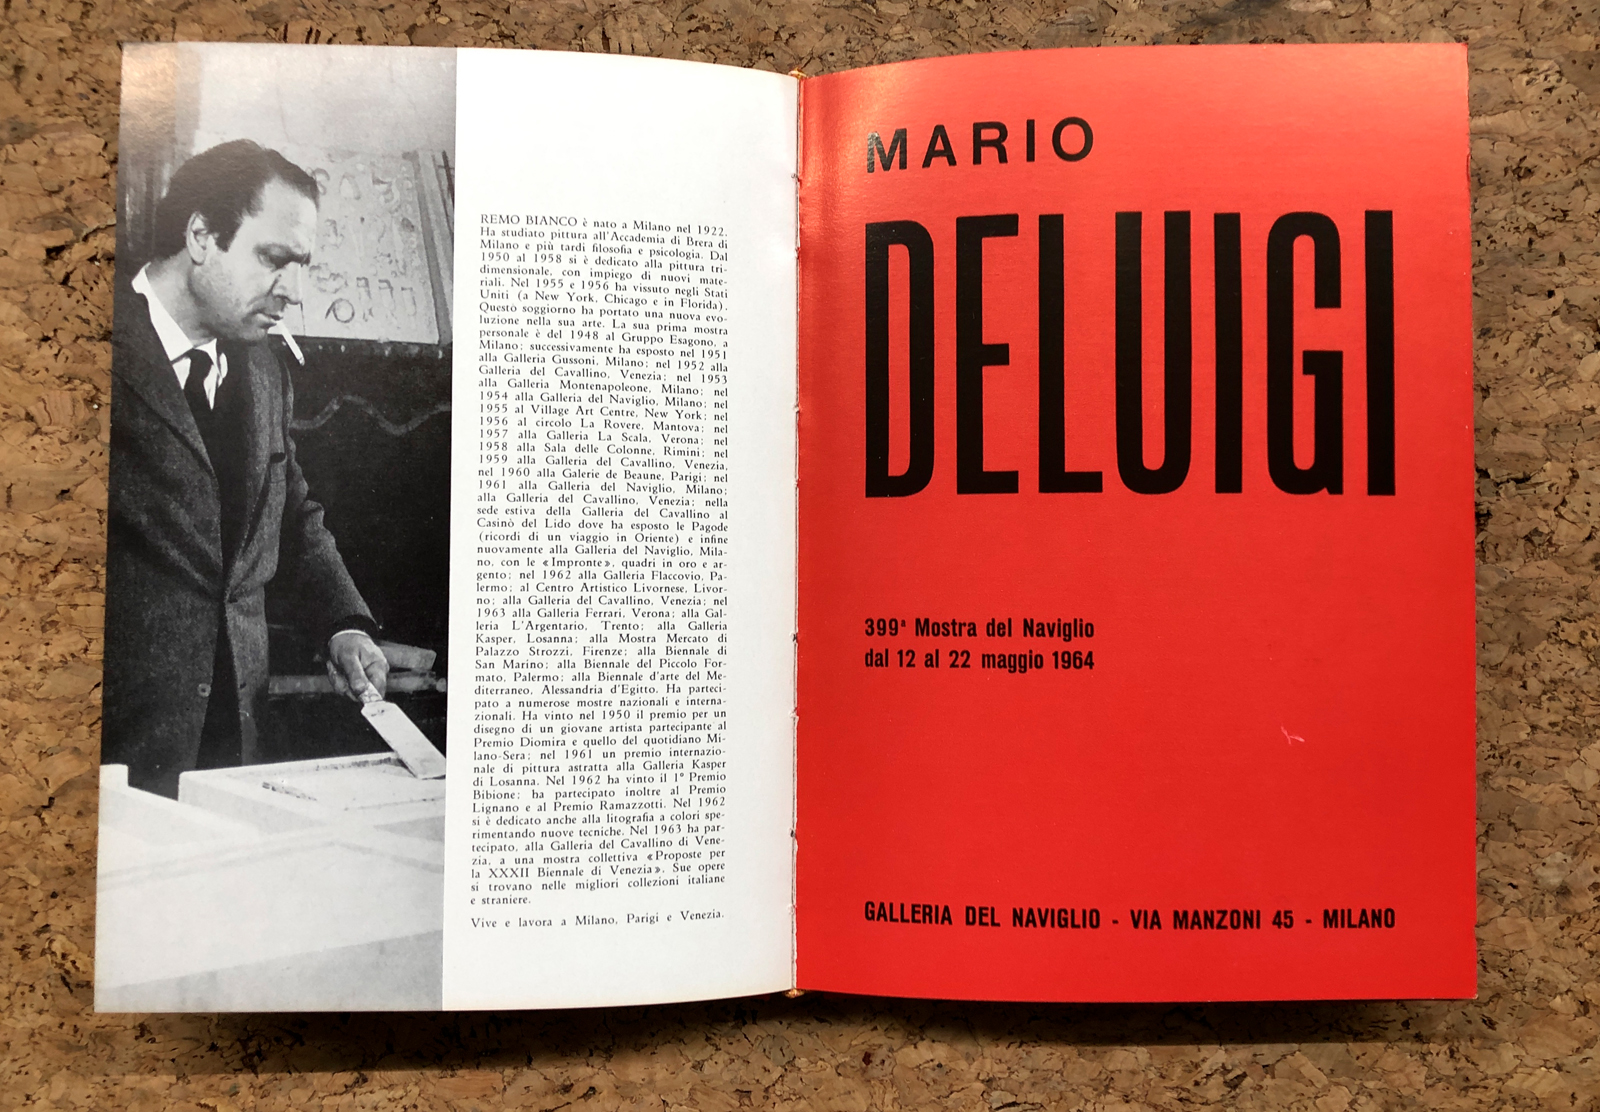 REMO BIANCO è nato a Milano nel 1922.
Ha studiato pittura all'Accademia di Brera di
Milano e più tardi filosofia e psicologia. Dal
1950 al 1958 si è dedicato alla pittura tri-
dimensionale, con impiego di nuovi mate-
riali. Nel 1955 e 1956 ha vissuto negli Stati
Uniti (a New York, Chicago e in Florida).
Questo soggiorno ha portato una nuova evo-
luzione nella sua arte. La sua prima mostra
personale è del 1948 al Gruppo Esagono, a
Milano; successivamente ha esposto nel 1951
alla Galleria Gussoni, Milano; nel 1952 alla
Galleria del Cavallino, Venezia; nel 1953
alla Galleria Montenapoleone, Milano; nel
1954 alla Galleria del Naviglio, Milano; nel
1955 al Village Art Centre, New York; nel
1956 al circolo La Rovere, Mantova; nel
1957 alla Galleria La Scala, Verona; nel
1958 alla Sala delle Colonne, Rimini; nel
1959 alla Galleria del Cavallino, Venezia,
nel 1960 alla Galerie de Beaune, Parigi; nel
1961 alla Galleria del Naviglio, Milano;
alla Galleria del Cavallino, Venezia; nella
sede estiva della Galleria del Cavallino al
Casinò del Lido dove ha esposto le Pagode
(ricordi di un viaggio in Oriente) e infine
nuovamente alla Galleria del Naviglio, Mila-
no, con le «Impronte», quadri in oro e ar-
gento; nel 1962 alla Galleria Flaccovio, Pa-
lermo; al Centro Artistico Livornese, Livor-
no; alla Galleria del Cavallino, Venezia; nel
1963 alla Galleria Ferrari, Verona; alla Gal-
leria L'Argentario, Trento; alla Galleria
Kasper, Losanna; alla Mostra Mercato di
Palazzo Strozzi, Firenze; alla Biennale di
San Marino; alla Biennale del Piccolo For-
mato, Palermo; alla Biennale d'arte del Me-
diterraneo, Alessandria d'Egitto. Ha parteci-
pato a numerose mostre nazionali e interna-
zionali. Ha vinto nel 1950 il premio per un
disegno di un giovane artista partecipante al
Premio Diomira e quello del quotidiano Mi-
lano-Sera; nel 1961 un premio internazio-
nale di pittura astratta alla Galleria Kasper
di Losanna. Nel 1962 ha vinto il 1° Premio
Bibione; ha partecipato inoltre al Premio
Lignano e al Premio Ramazzotti. Nel 1962
si è dedicato anche alla litografia a colori spe-
rimentando nuove tecniche. Nel 1963 ha par-
tecipato, alla Galleria del Cavallino di Vene-
zia, a una mostra collettiva «Proposte per
la XXXII Biennale di Venezia». Sue opere
si trovano nelle migliori collezioni italiane
e straniere.
Vive e lavora a Milano, Parigi e Venezia.
MARIO
DELUIGI
399ª Mostra del Naviglio
dal 12 al 22 maggio 1964
GALLERIA DEL NAVIGLIO - VIA MANZONI 45 - MILANO